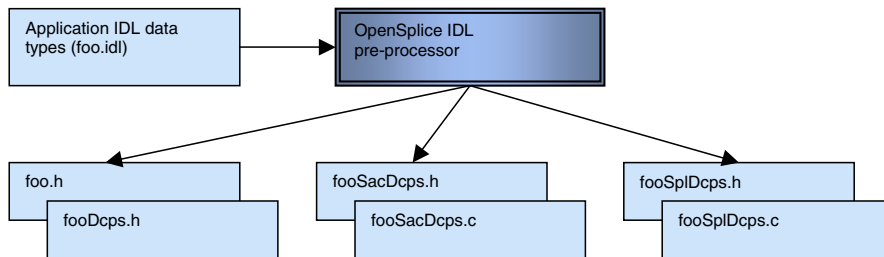 Application IDL data
types (foo.idl)
OpenSplice IDL
pre-processor
foo.h
fooDcps.h
fooSacDcps.h
fooSacDcps.c
fooSplDcps.h
fooSplDcps.c